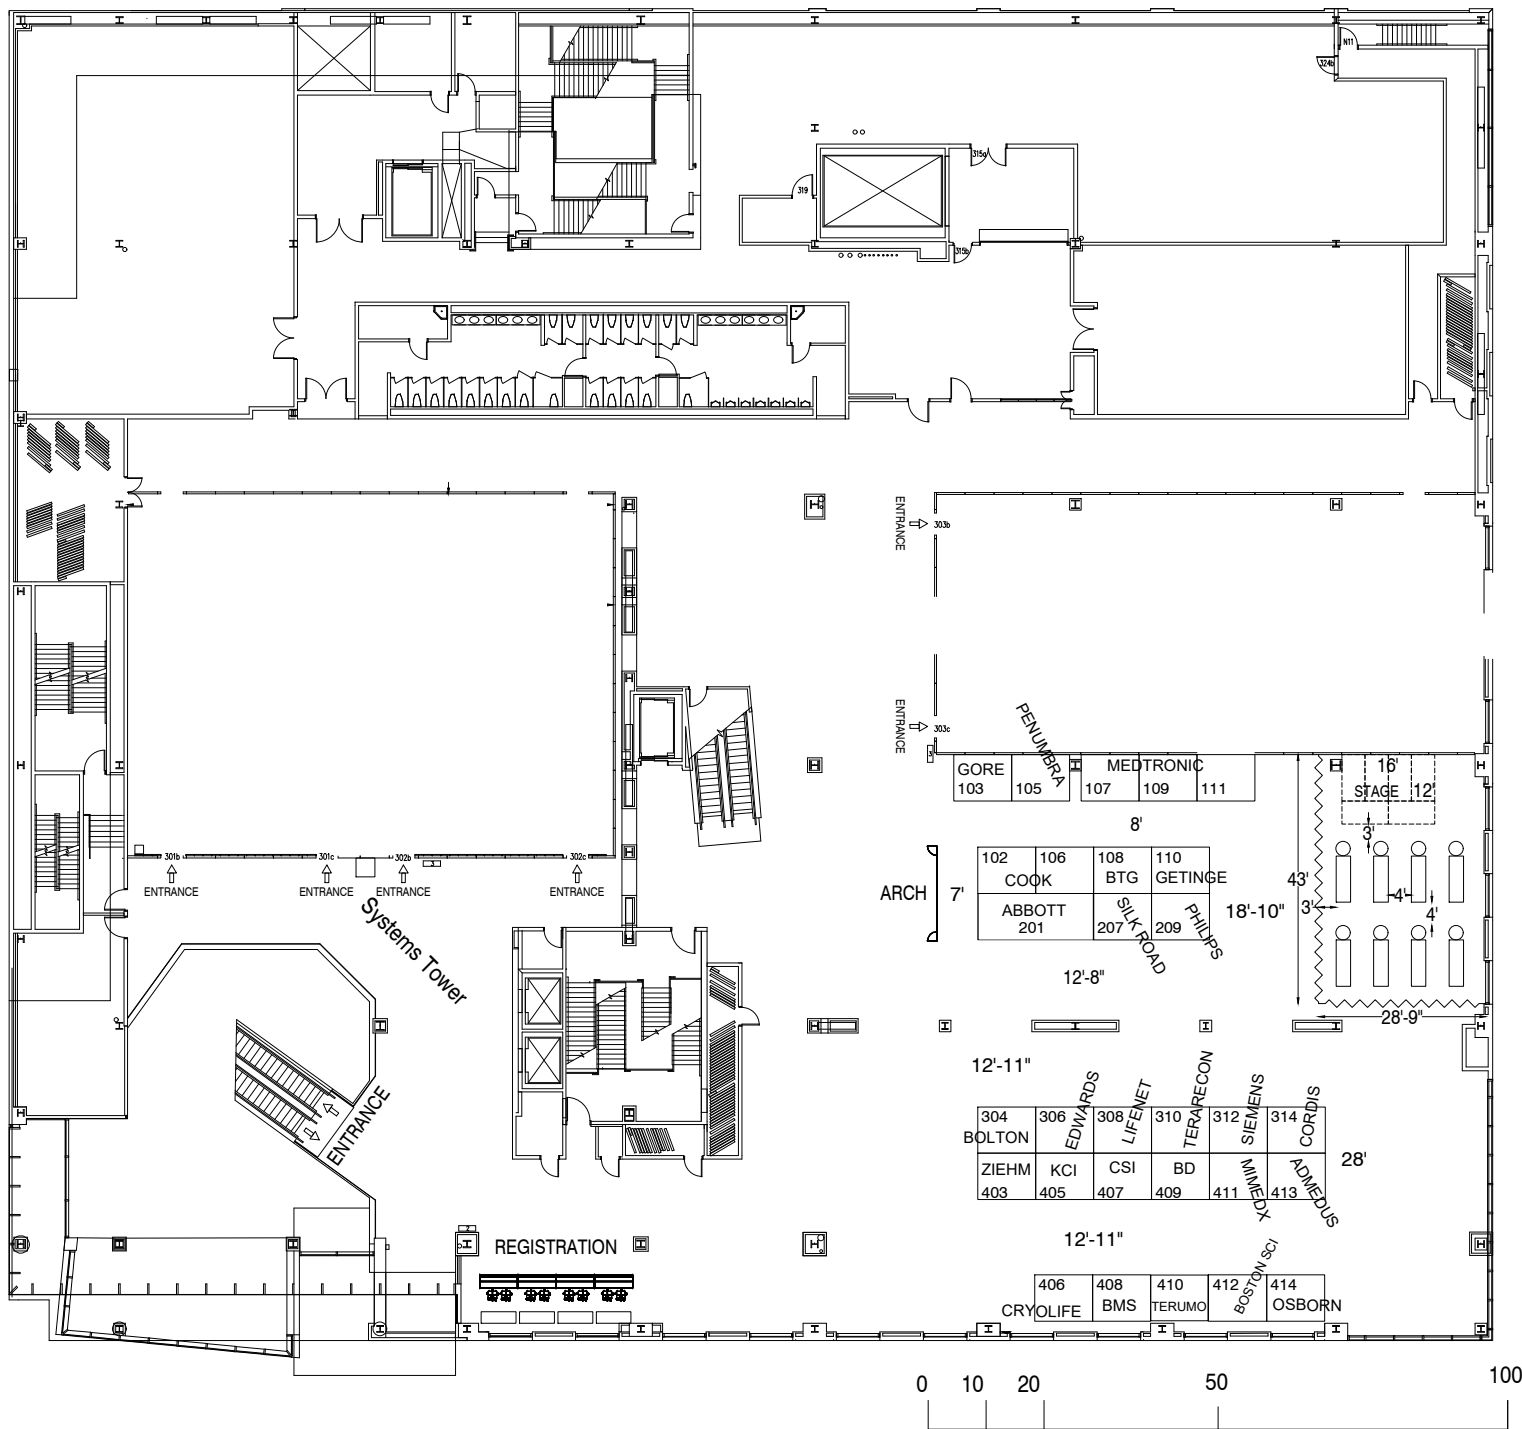 N11
324b
315a
319
315b
ENTRANCE
303b
ENTRANCE
303c
PENUMBRA
GORE
103
105
MEDTRONIC
107
109
111
16'
STAGE
12'
8'
3'
301b
301c
302b
302c
ENTRANCE
ENTRANCE
ENTRANCE
ENTRANCE
ARCH
7'
102
106
108
110
COOK
BTG
GETINGE
ABBOTT
201
207
SILK ROAD
209
PHILIPS
18'-10"
43'
3'
4'
4'
Systems Tower
12'-8"
28'-9"
12'-11"
ENTRANCE
304
BOLTON
306
EDWARDS
308
LIFENET
310
TERARECON
312
SIEMENS
314
CORDIS
ZIEHM
403
KCI
405
CSI
407
BD
409
411
MIMEDX
413
ADMEDUS
28'
2
REGISTRATION
12'-11"
406
CRYOLIFE
408
BMS
410
TERUMO
412
BOSTON SCI
414
OSBORN
0
10
20
50
100